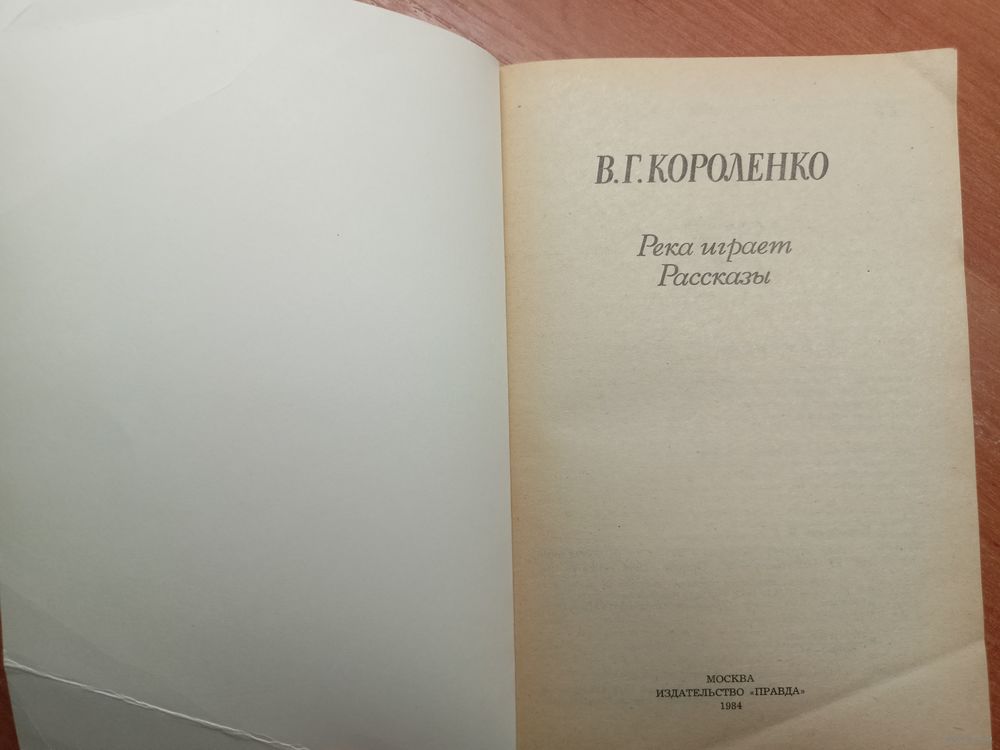 В.Г.КОРОЛЕНКО
Река играет
Рассказы
МОСКВА
ИЗДАТЕЛЬСТВО «ПРАВДА»
1984